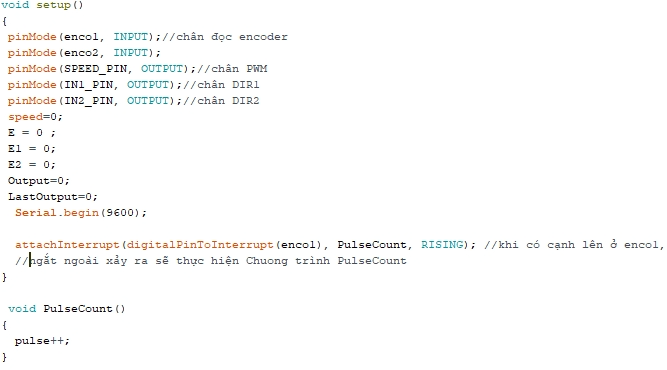 void setup()
{
pinMode(enco1, INPUT);//chân đọc encoder
pinMode(enco2, INPUT);
pinMode(SPEED_PIN, OUTPUT);//chân PWM
pinMode(IN1_PIN, OUTPUT);//chân DIR1
pinMode(IN2_PIN, OUTPUT);//chân DIR2
speed=0;
E = 0 ;
E1 = 0;
E2 = 0;
Output=0;
LastOutput=0;
Serial.begin(9600);
attachInterrupt(digitalPinToInterrupt(enco1), PulseCount, RISING); //khi có cạnh lên ở enco1,
//ngắt ngoài xảy ra sẽ thực hiện Chuong trình PulseCount
}
void PulseCount()
{
pulse++;
}